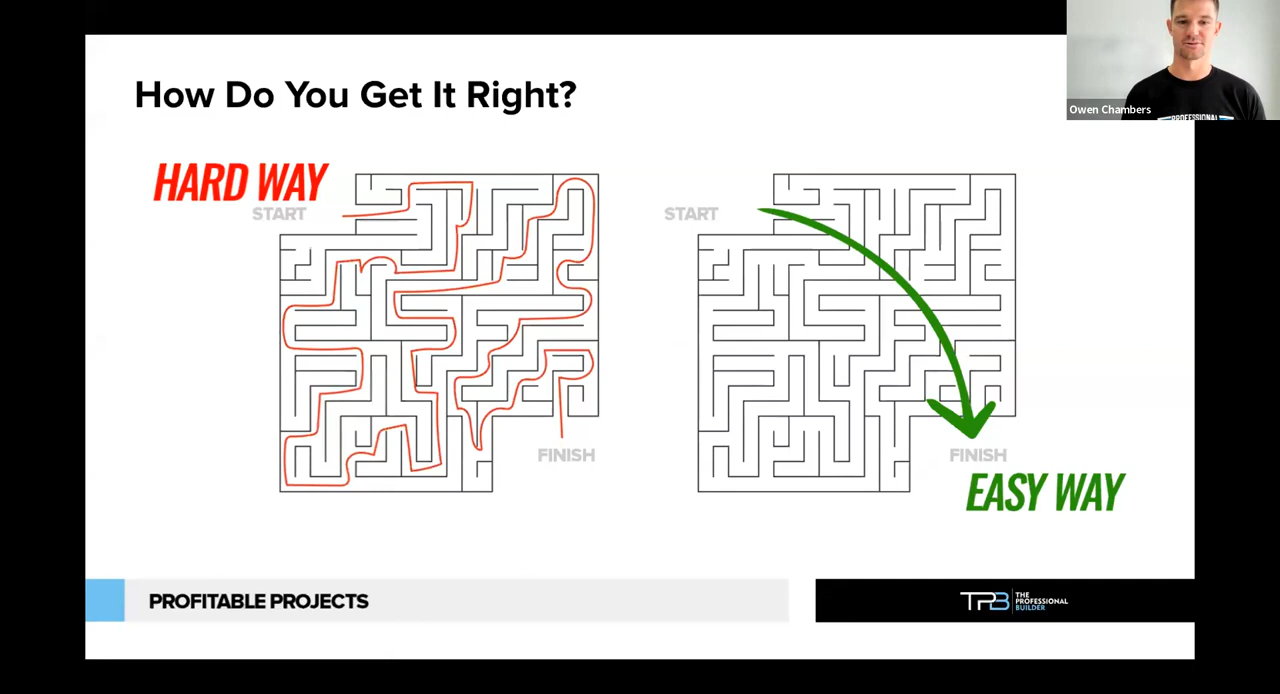 How Do You Get It Right?
Owen Chambers
PROFESSIONAL
HARD WAY
START
START
FINISH
FINISH
EASY WAY
PROFITABLE PROJECTS
TPB THE
PROFESSIONAL
BUILDER